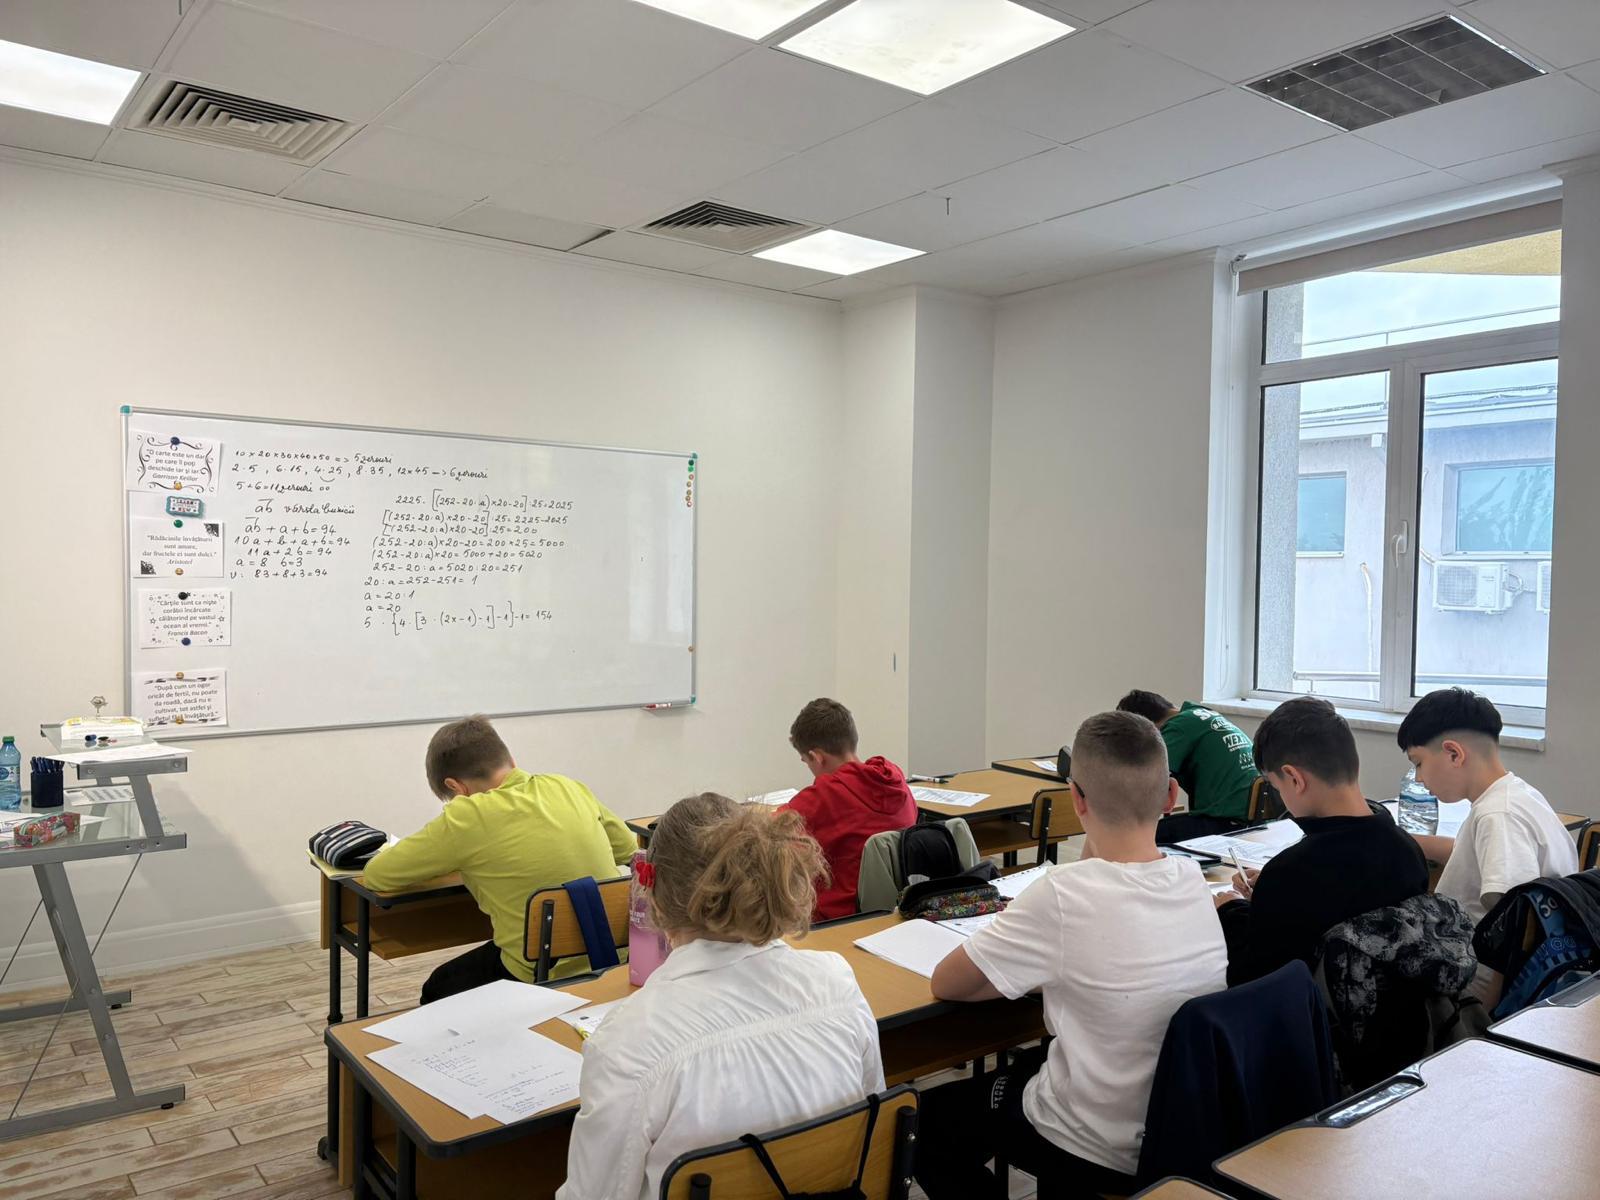 "O carte este un dar
pe care îl poți
deschide iar și iar."
Garrison Keillor
"Rădăcinile învățăturii
sunt amare,
dar fructele ei sunt dulci."
Aristotel
"Cărțile sunt ca niște
corăbii încărcate
călătorind pe vastul
ocean al vremii."
Francis Bacon
"După cum un ogor
oricât de fertil, nu poate
da roadă, dacă nu e
cultivat, tot astfel și
sufletul fără învățătură."
10 × 20 × 30 × 40 × 50 => 5 zerouri
2·5 , 6·15 , 4·25 , 8·35 , 12×45 —> 6 zerouri
5+6=11 zerouri
ab vârsta bunicii
ab + a + b = 94
10a + b + a + b = 94
11a + 2b = 94
a = 8 b = 3
v: 83 + 8 + 3 = 94
2225 - [(252-20:a)×20-20]:25=2025
[(252-20:a)×20-20]:25=2225-2025
[(252-20:a)×20-20]:25=200
(252-20:a)×20-20=200×25=5000
(252-20:a)×20=5000+20=5020
252-20:a=5020:20=251
20:a=252-251=1
a=20:1
a=20
5·{4·[3·(2x-1)-1]-1}-1=154